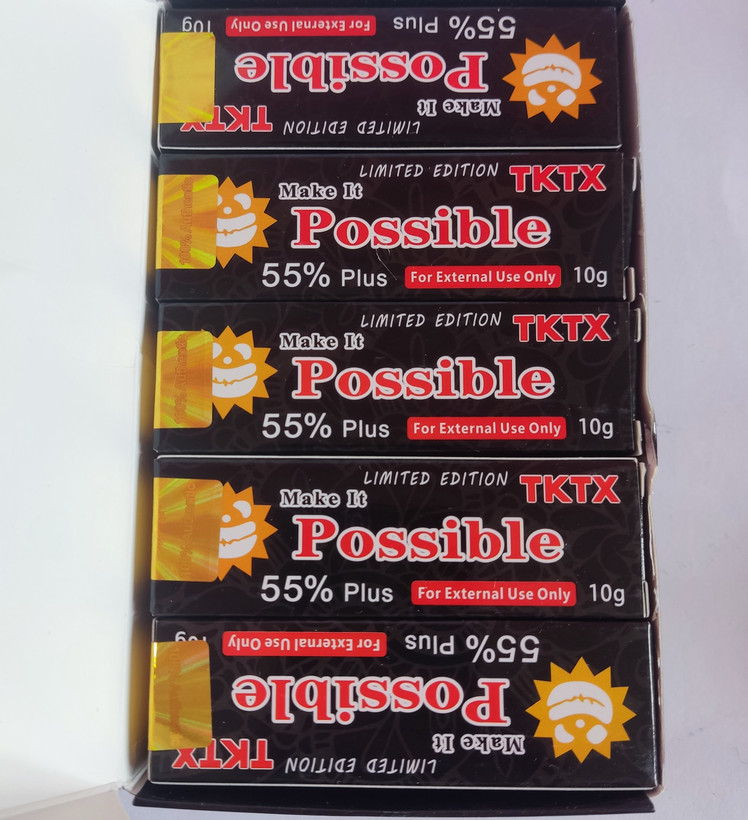 LIMITED EDITION TKTX
Make It
Possible
55% Plus For External Use Only 10g
LIMITED EDITION TKTX
Make It
Possible
55% Plus For External Use Only 10g
100% Authentic
LIMITED EDITION TKTX
Make It
Possible
55% Plus For External Use Only 10g
LIMITED EDITION TKTX
Make It
Possible
55% Plus For External Use Only 10g
LIMITED EDITION TKTX
Make It
Possible
55% Plus For External Use Only 10g